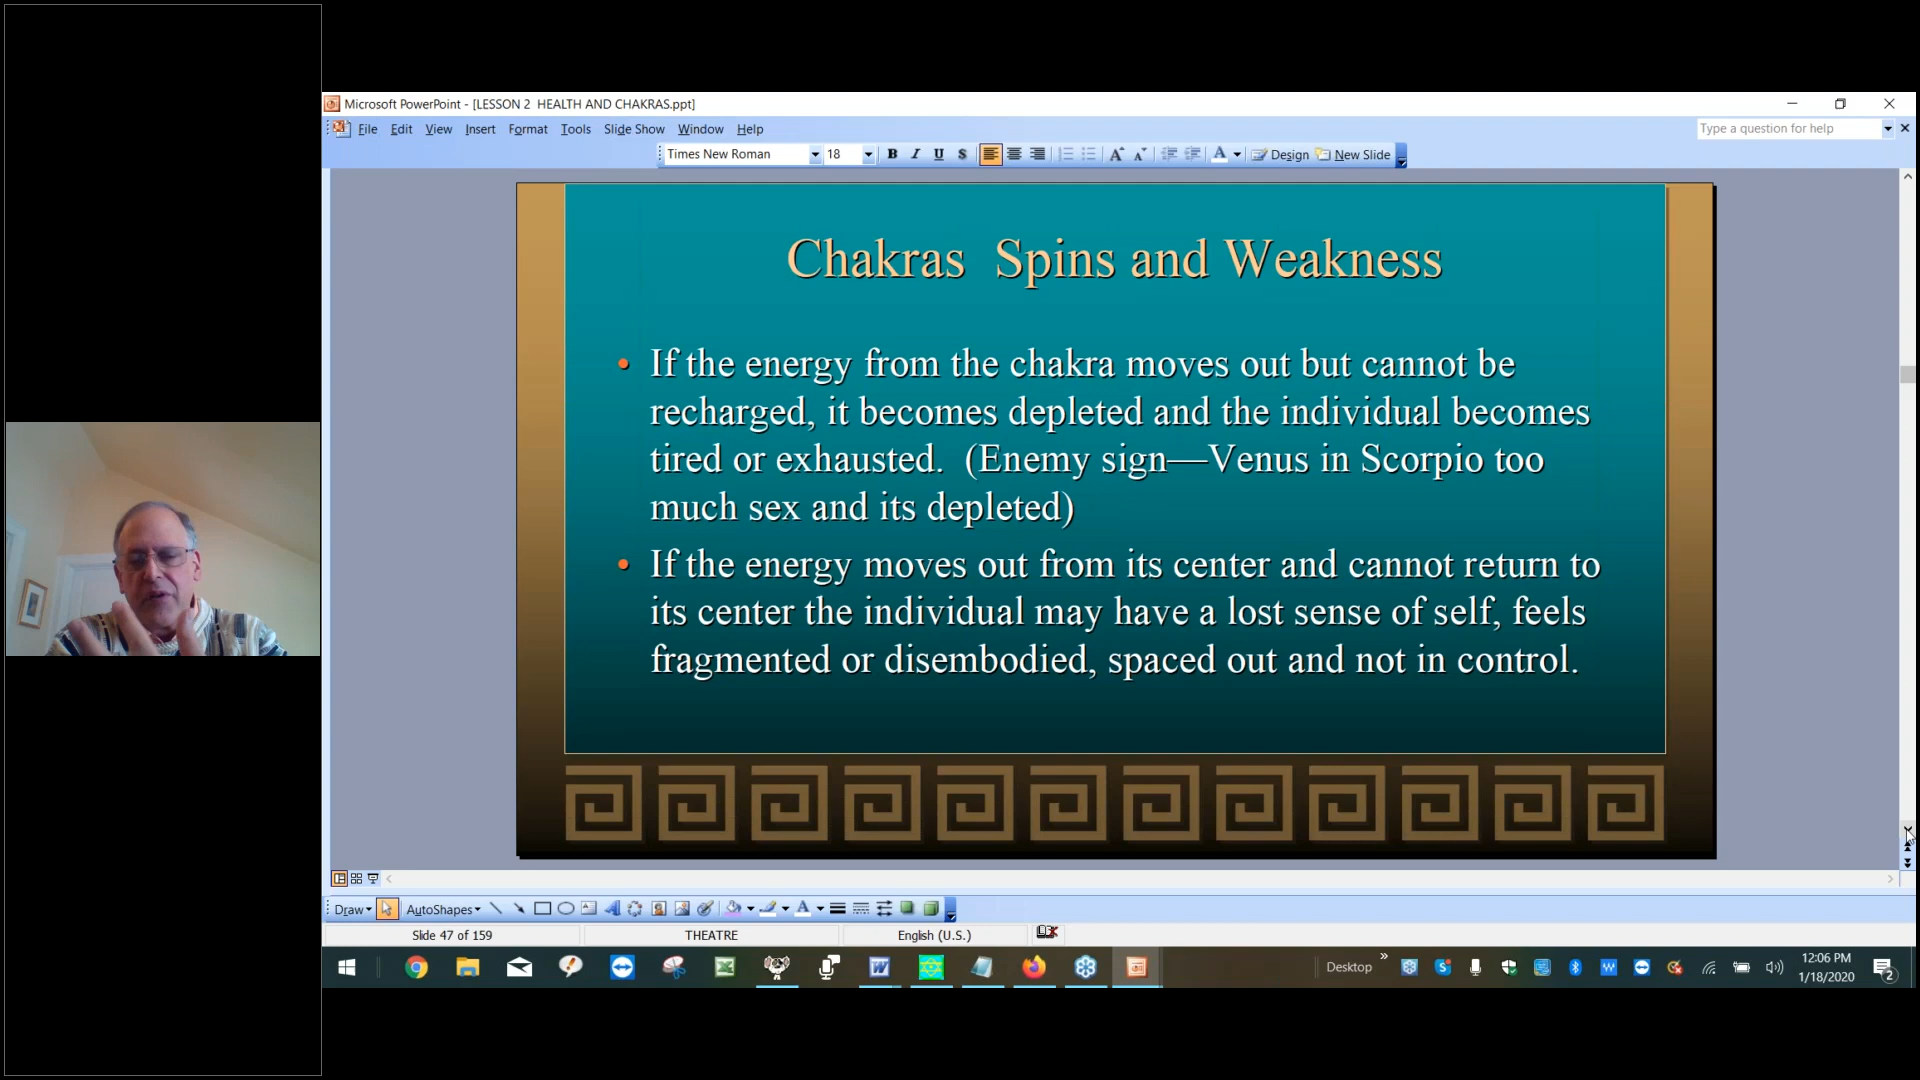 Microsoft PowerPoint - [LESSON 2  HEALTH AND CHAKRAS.ppt]
File Edit View Insert Format Tools Slide Show Window Help
Type a question for help
Times New Roman 18 B I U S A A A Design New Slide
Chakras  Spins and Weakness
• If the energy from the chakra moves out but cannot be
recharged, it becomes depleted and the individual becomes
tired or exhausted.  (Enemy sign—Venus in Scorpio too
much sex and its depleted)
• If the energy moves out from its center and cannot return to
its center the individual may have a lost sense of self, feels
fragmented or disembodied, spaced out and not in control.
Draw AutoShapes A
Slide 47 of 159 THEATRE English (U.S.)
Desktop 12:06 PM
1/18/2020 2